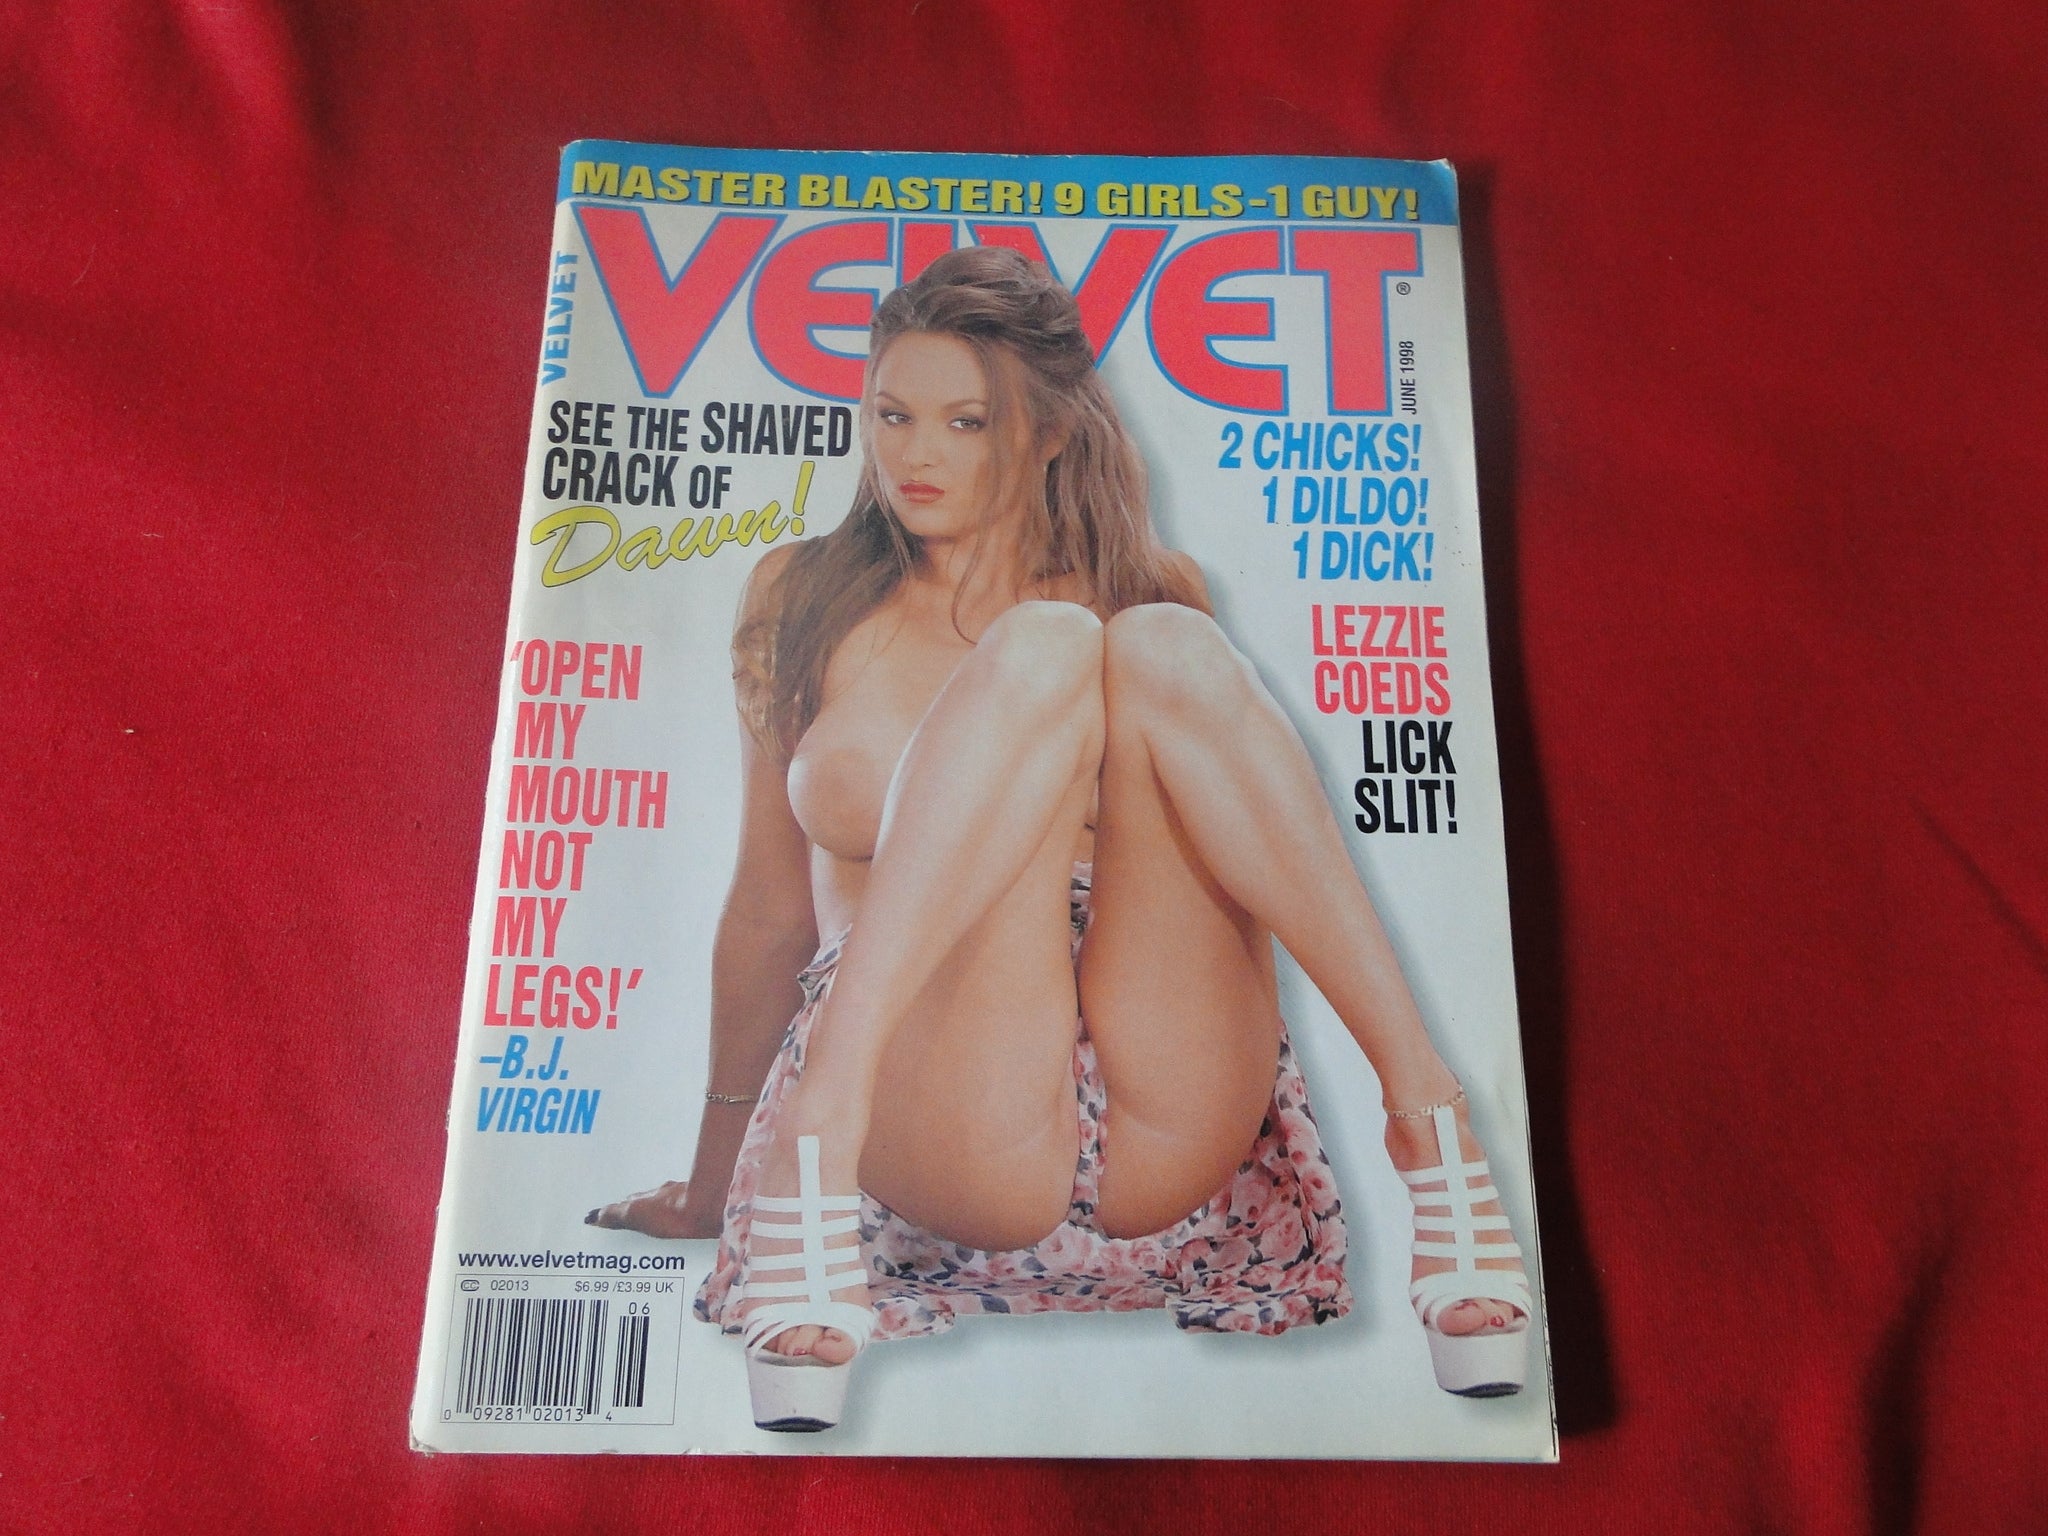 MASTER BLASTER! 9 GIRLS-1 GUY!
VELVET
VELVET
®
JUNE 1998
SEE THE SHAVED
CRACK OF
Dawn!
2 CHICKS!
1 DILDO!
1 DICK!
LEZZIE
COEDS
LICK
SLIT!
'OPEN
MY
MOUTH
NOT
MY
LEGS!'
–B.J.
VIRGIN
www.velvetmag.com
CC 02013 $6.99/£3.99 UK
06
0 09281 02013 4